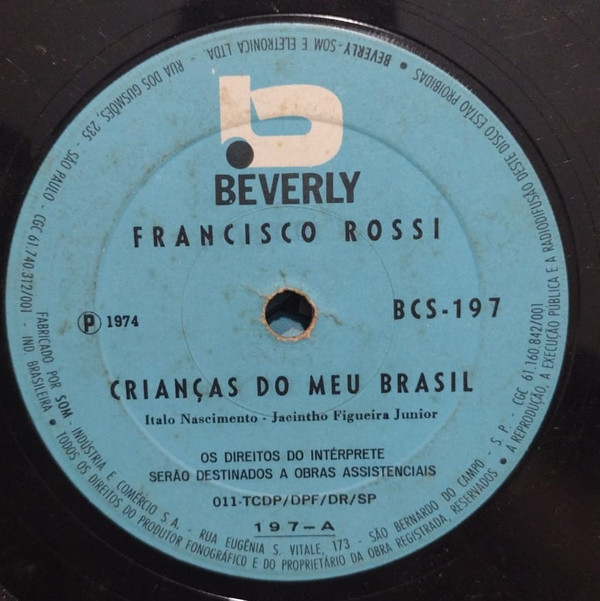 BEVERLY
FRANCISCO ROSSI
Ⓟ 1974
BCS-197
CRIANÇAS DO MEU BRASIL
Italo Nascimento - Jacintho Figueira Junior
OS DIREITOS DO INTÉRPRETE
SERÃO DESTINADOS A OBRAS ASSISTENCIAIS
011-TCDP/DPF/DR/SP
197-A
FABRICADO POR SOM - INDÚSTRIA E COMÉRCIO S A. - RUA EUGÊNIA S. VITALE, 173 - SÃO BERNARDO DO CAMPO - S. P. - CGC 61.160.842/001
IND. BRASILEIRA • TODOS OS DIREITOS DO PRODUTOR FONOGRÁFICO E DO PROPRIETÁRIO DA OBRA REGISTRADA, RESERVADOS • A REPRODUÇÃO, A EXECUÇÃO PÚBLICA E A RADIODIFUSÃO DESTE DISCO ESTÃO PROIBIDAS •
BEVERLY - SOM E ELETRONICA LTDA. - RUA DOS GUSMÕES, 235 - SÃO PAULO - CGC 61.740.312/001